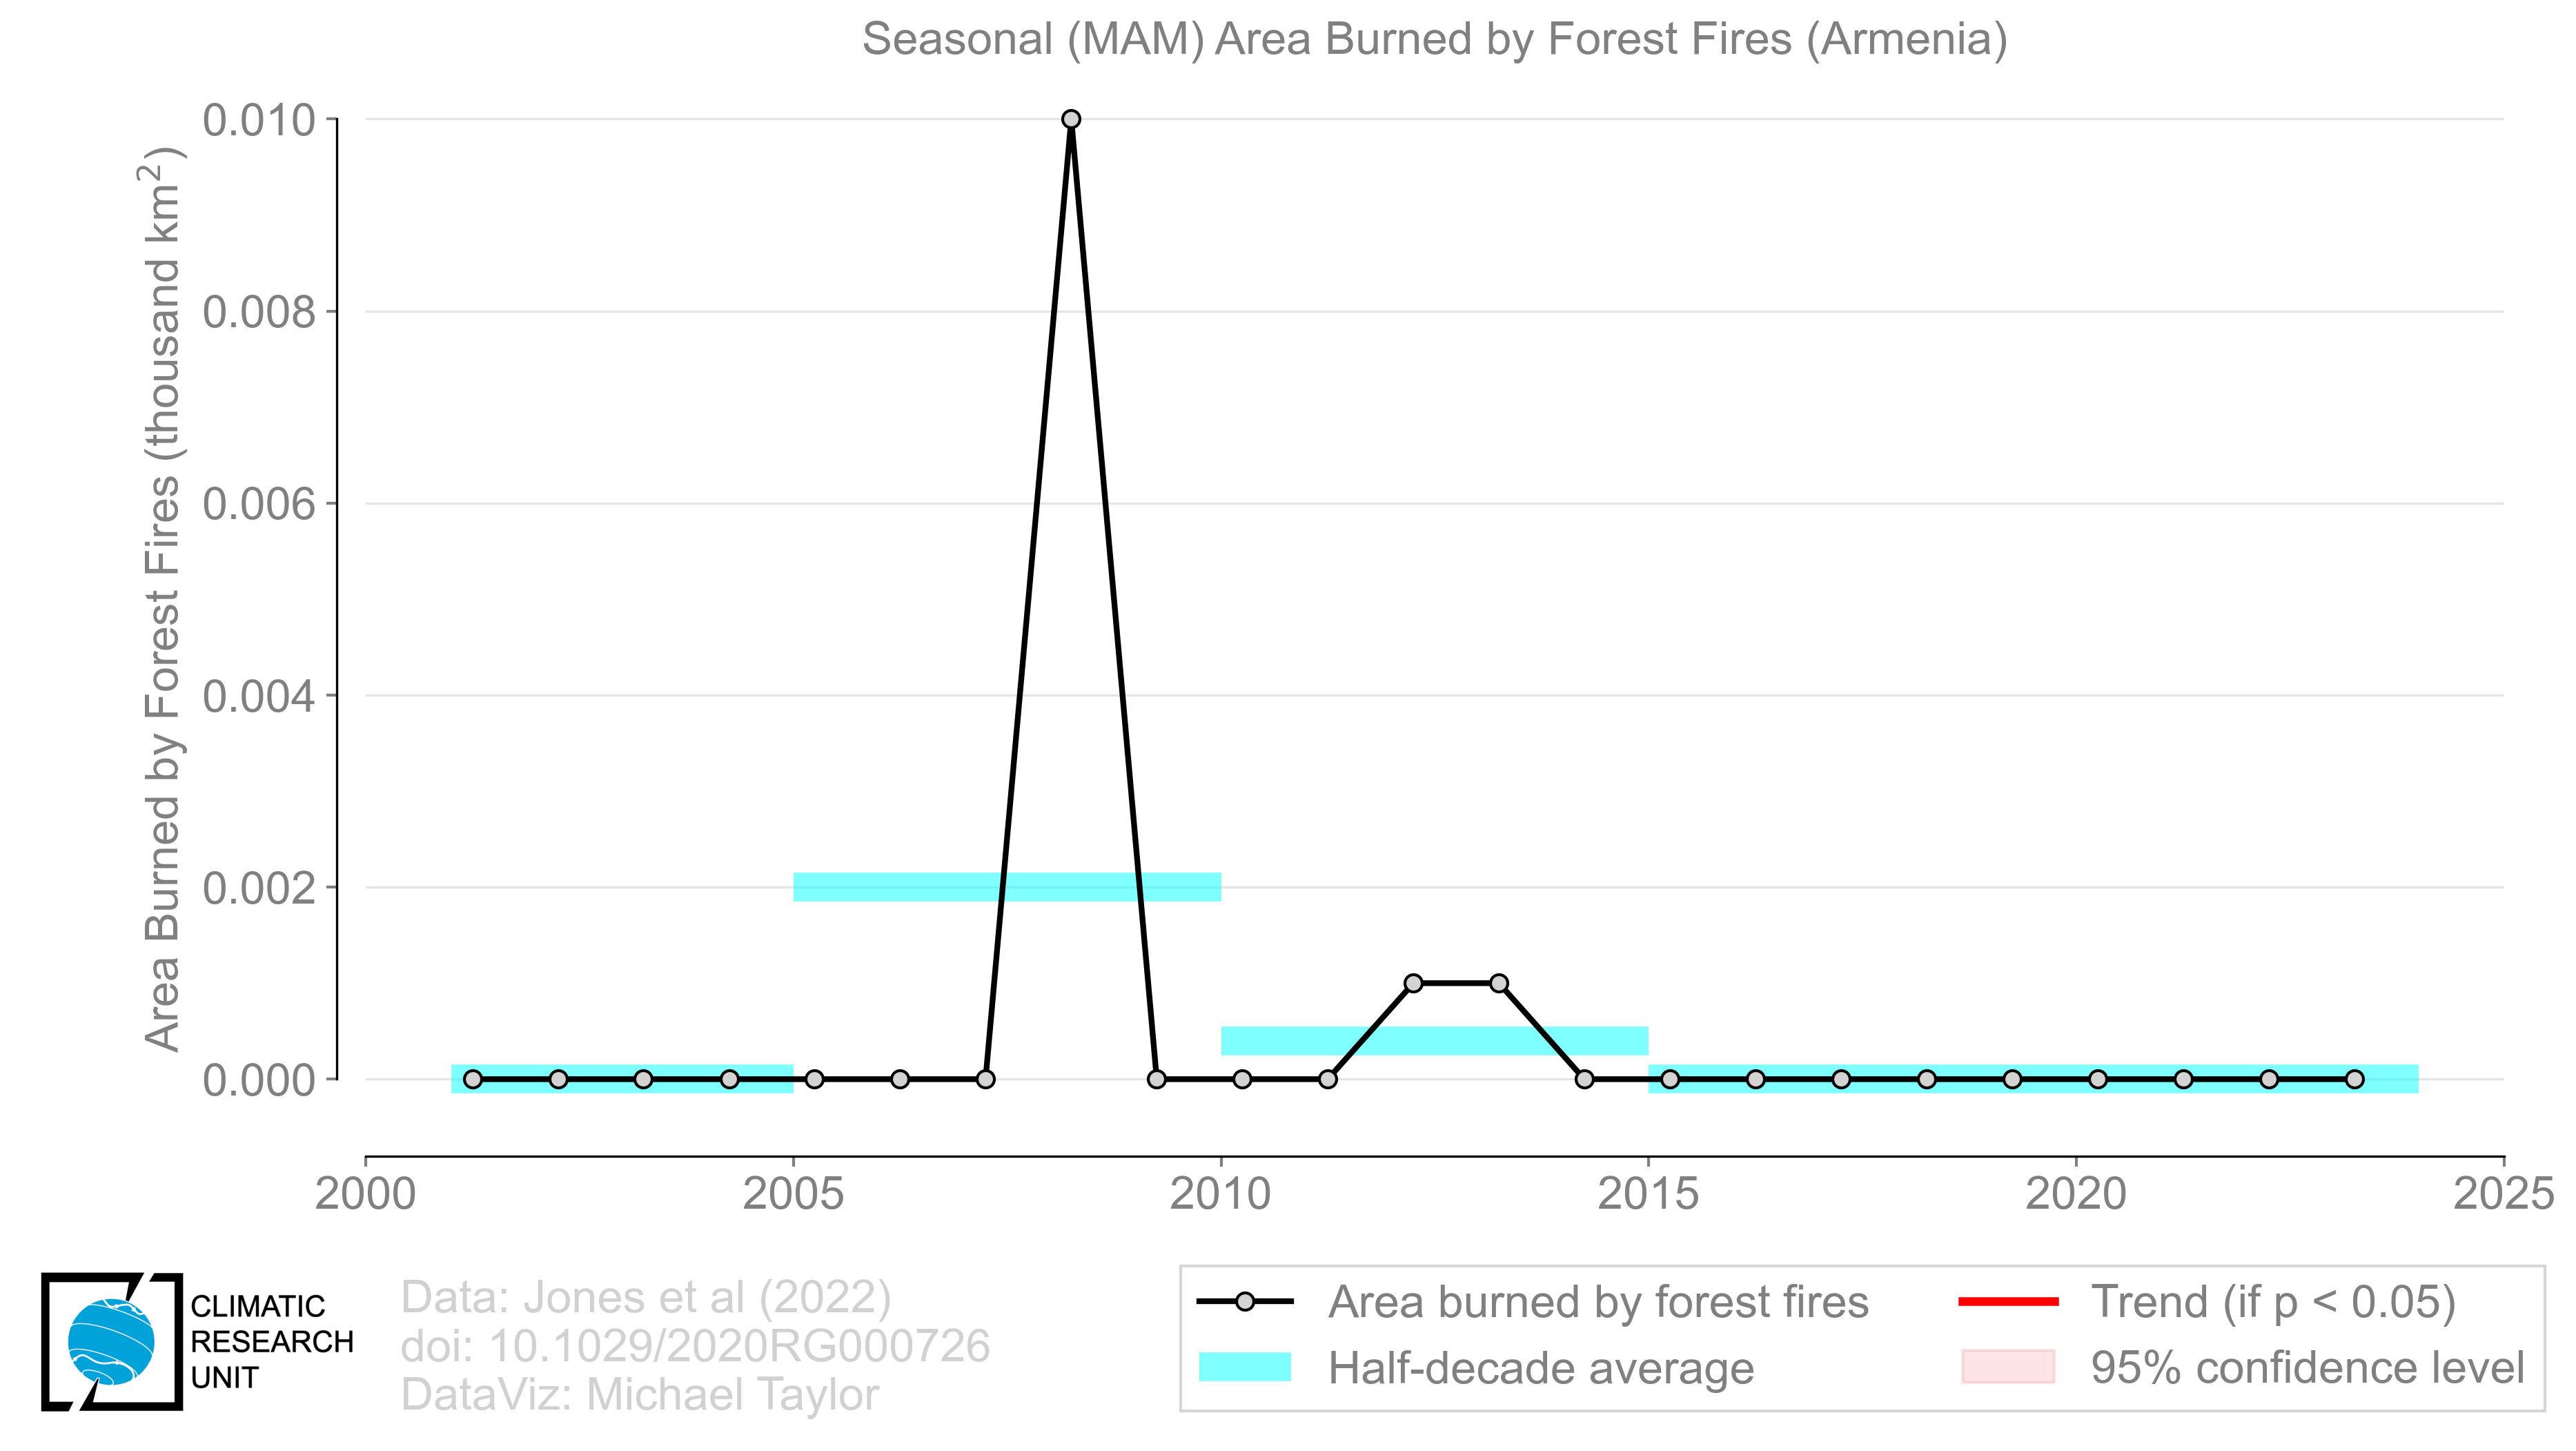 Seasonal (MAM) Area Burned by Forest Fires (Armenia)
Area Burned by Forest Fires (thousand km²)
0.010
0.008
0.006
0.004
0.002
0.000
2000 2005 2010 2015 2020 2025
CLIMATIC
RESEARCH
UNIT
Data: Jones et al (2022)
doi: 10.1029/2020RG000726
DataViz: Michael Taylor
Area burned by forest fires
Half-decade average
Trend (if p < 0.05)
95% confidence level